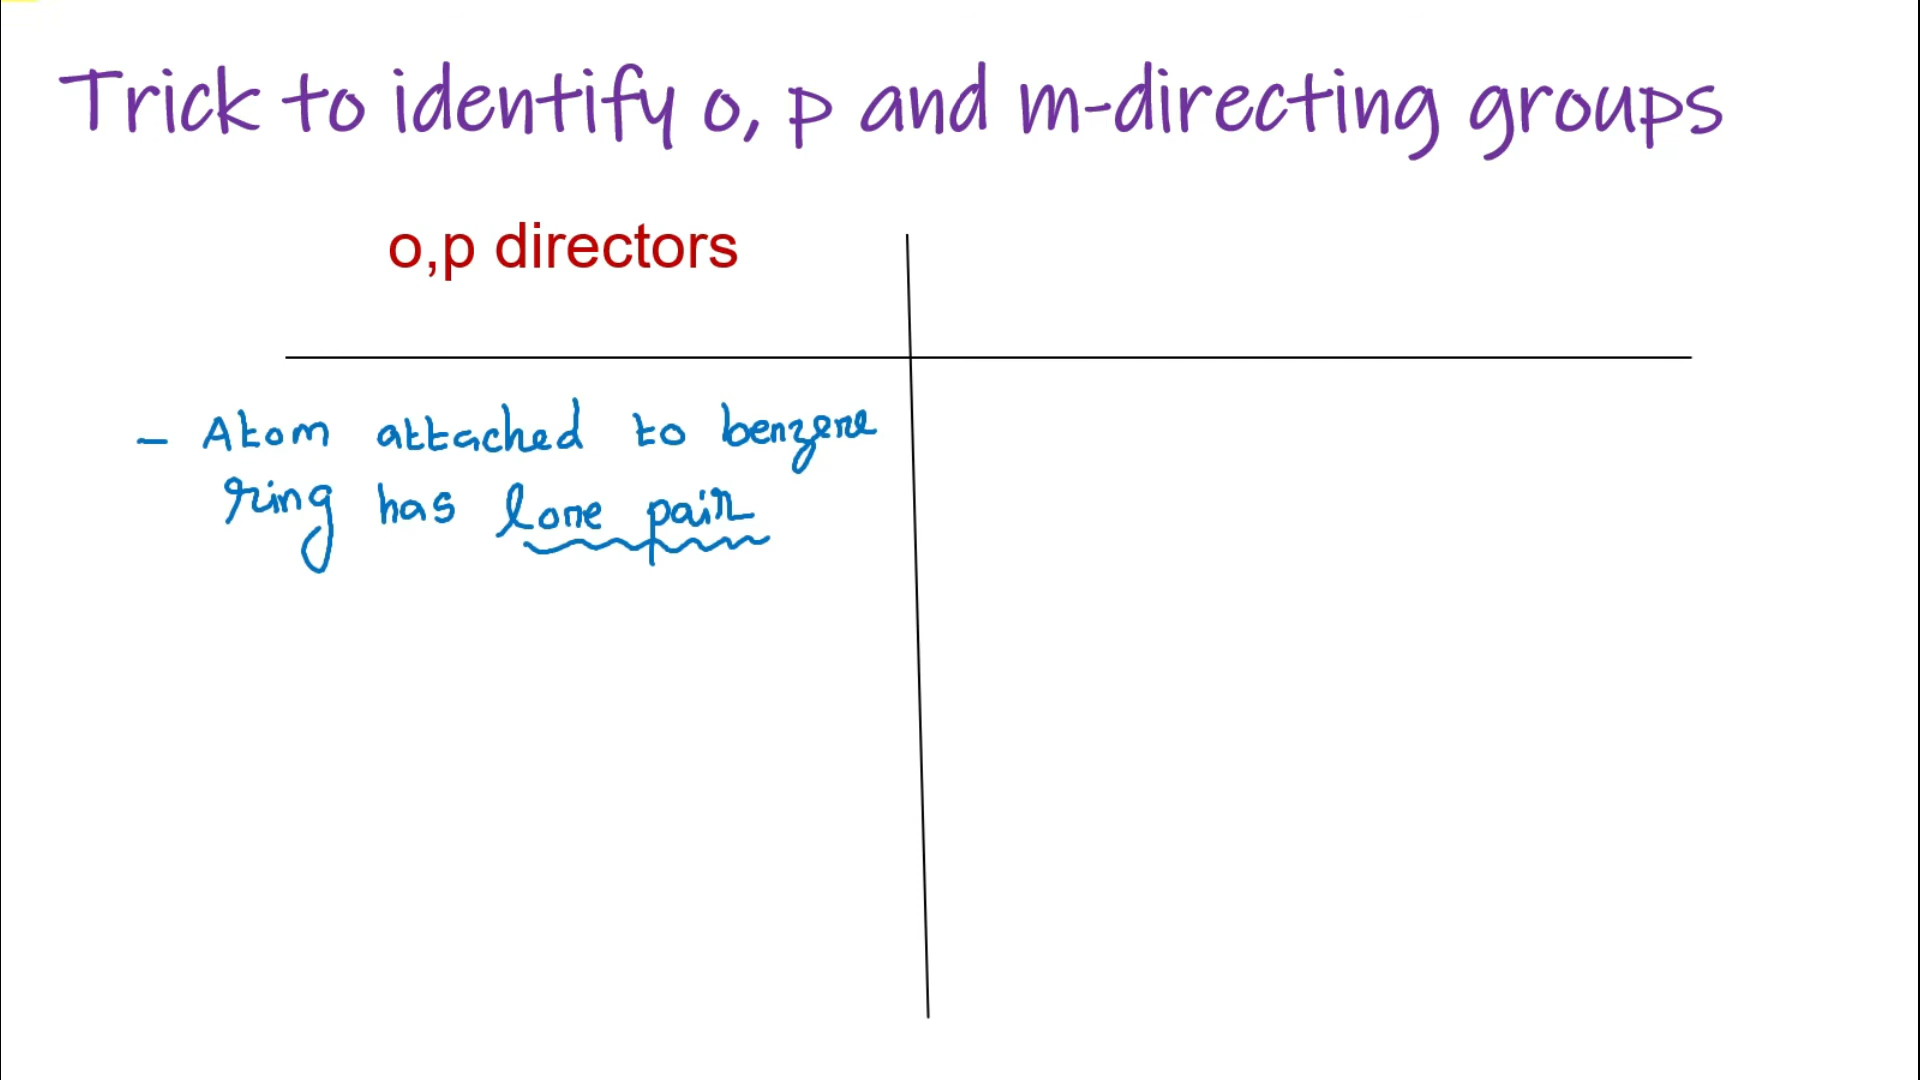 Trick to identify o, p and m-directing groups
o,p directors
- Atom attached to benzene
ring has lone pair